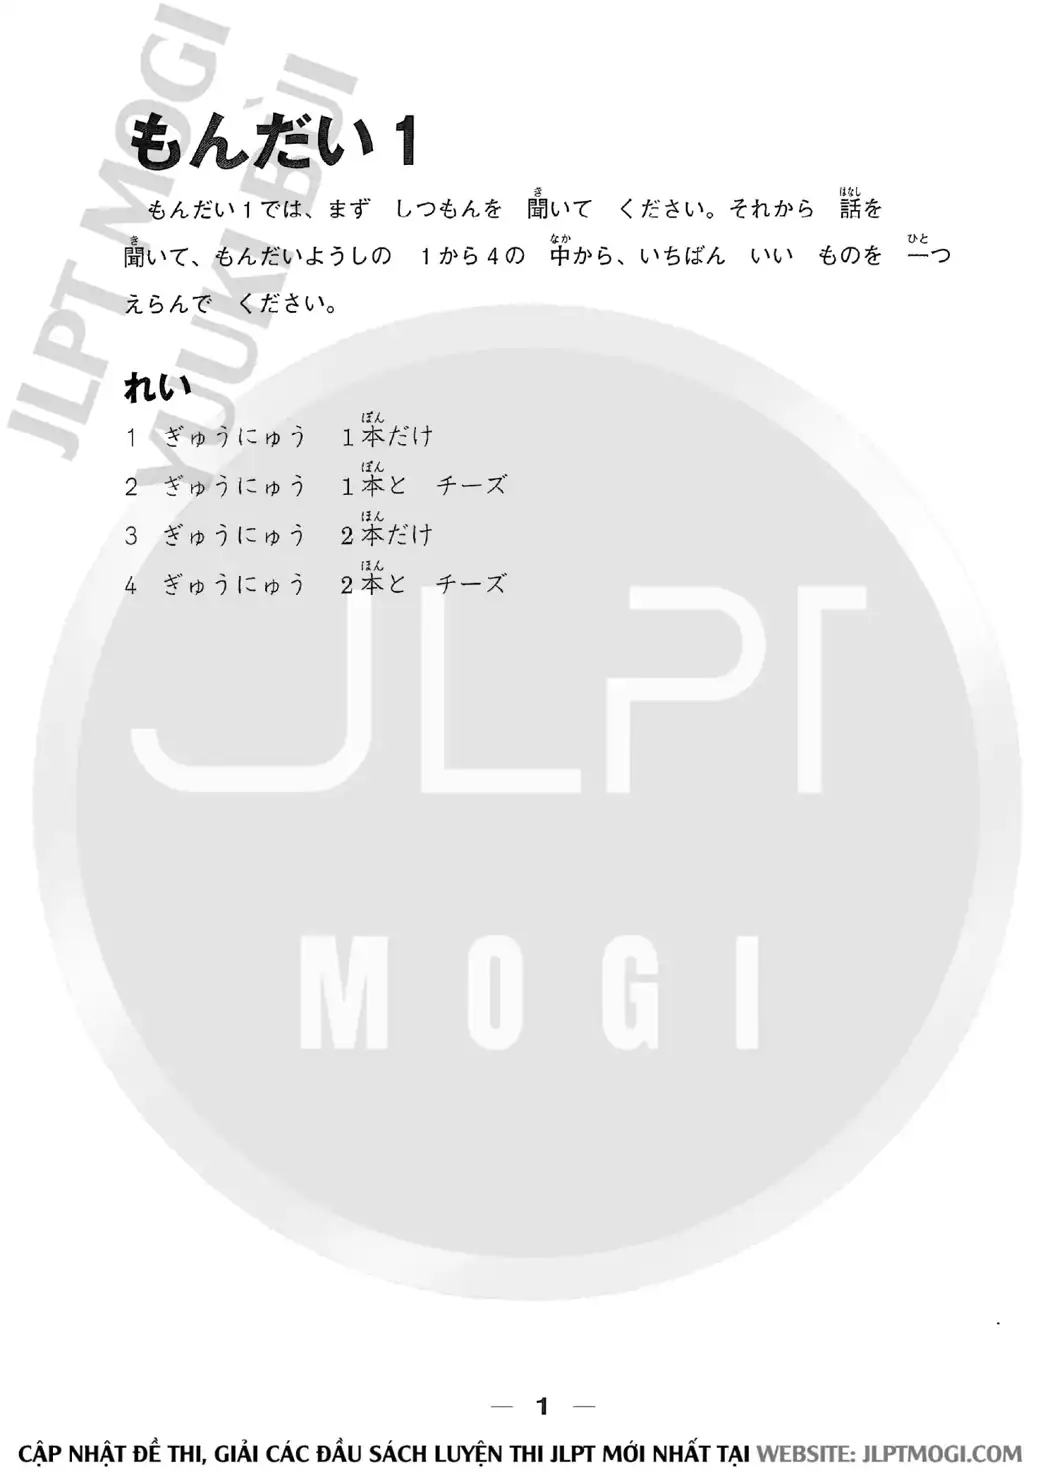 JLPT MOGI
YUUKI BÙI
もんだい1
もんだい1では、まず しつもんを 聞いて ください。それから 話を
聞いて、もんだいようしの 1から4の 中から、いちばん いい ものを 一つ
えらんで ください。
れい
1 ぎゅうにゅう 1本だけ
2 ぎゅうにゅう 1本と チーズ
3 ぎゅうにゅう 2本だけ
4 ぎゅうにゅう 2本と チーズ
JLPT
MOGI
— 1 —
CẬP NHẬT ĐỀ THI, GIẢI CÁC ĐẦU SÁCH LUYỆN THI JLPT MỚI NHẤT TẠI WEBSITE: JLPTMOGI.COM